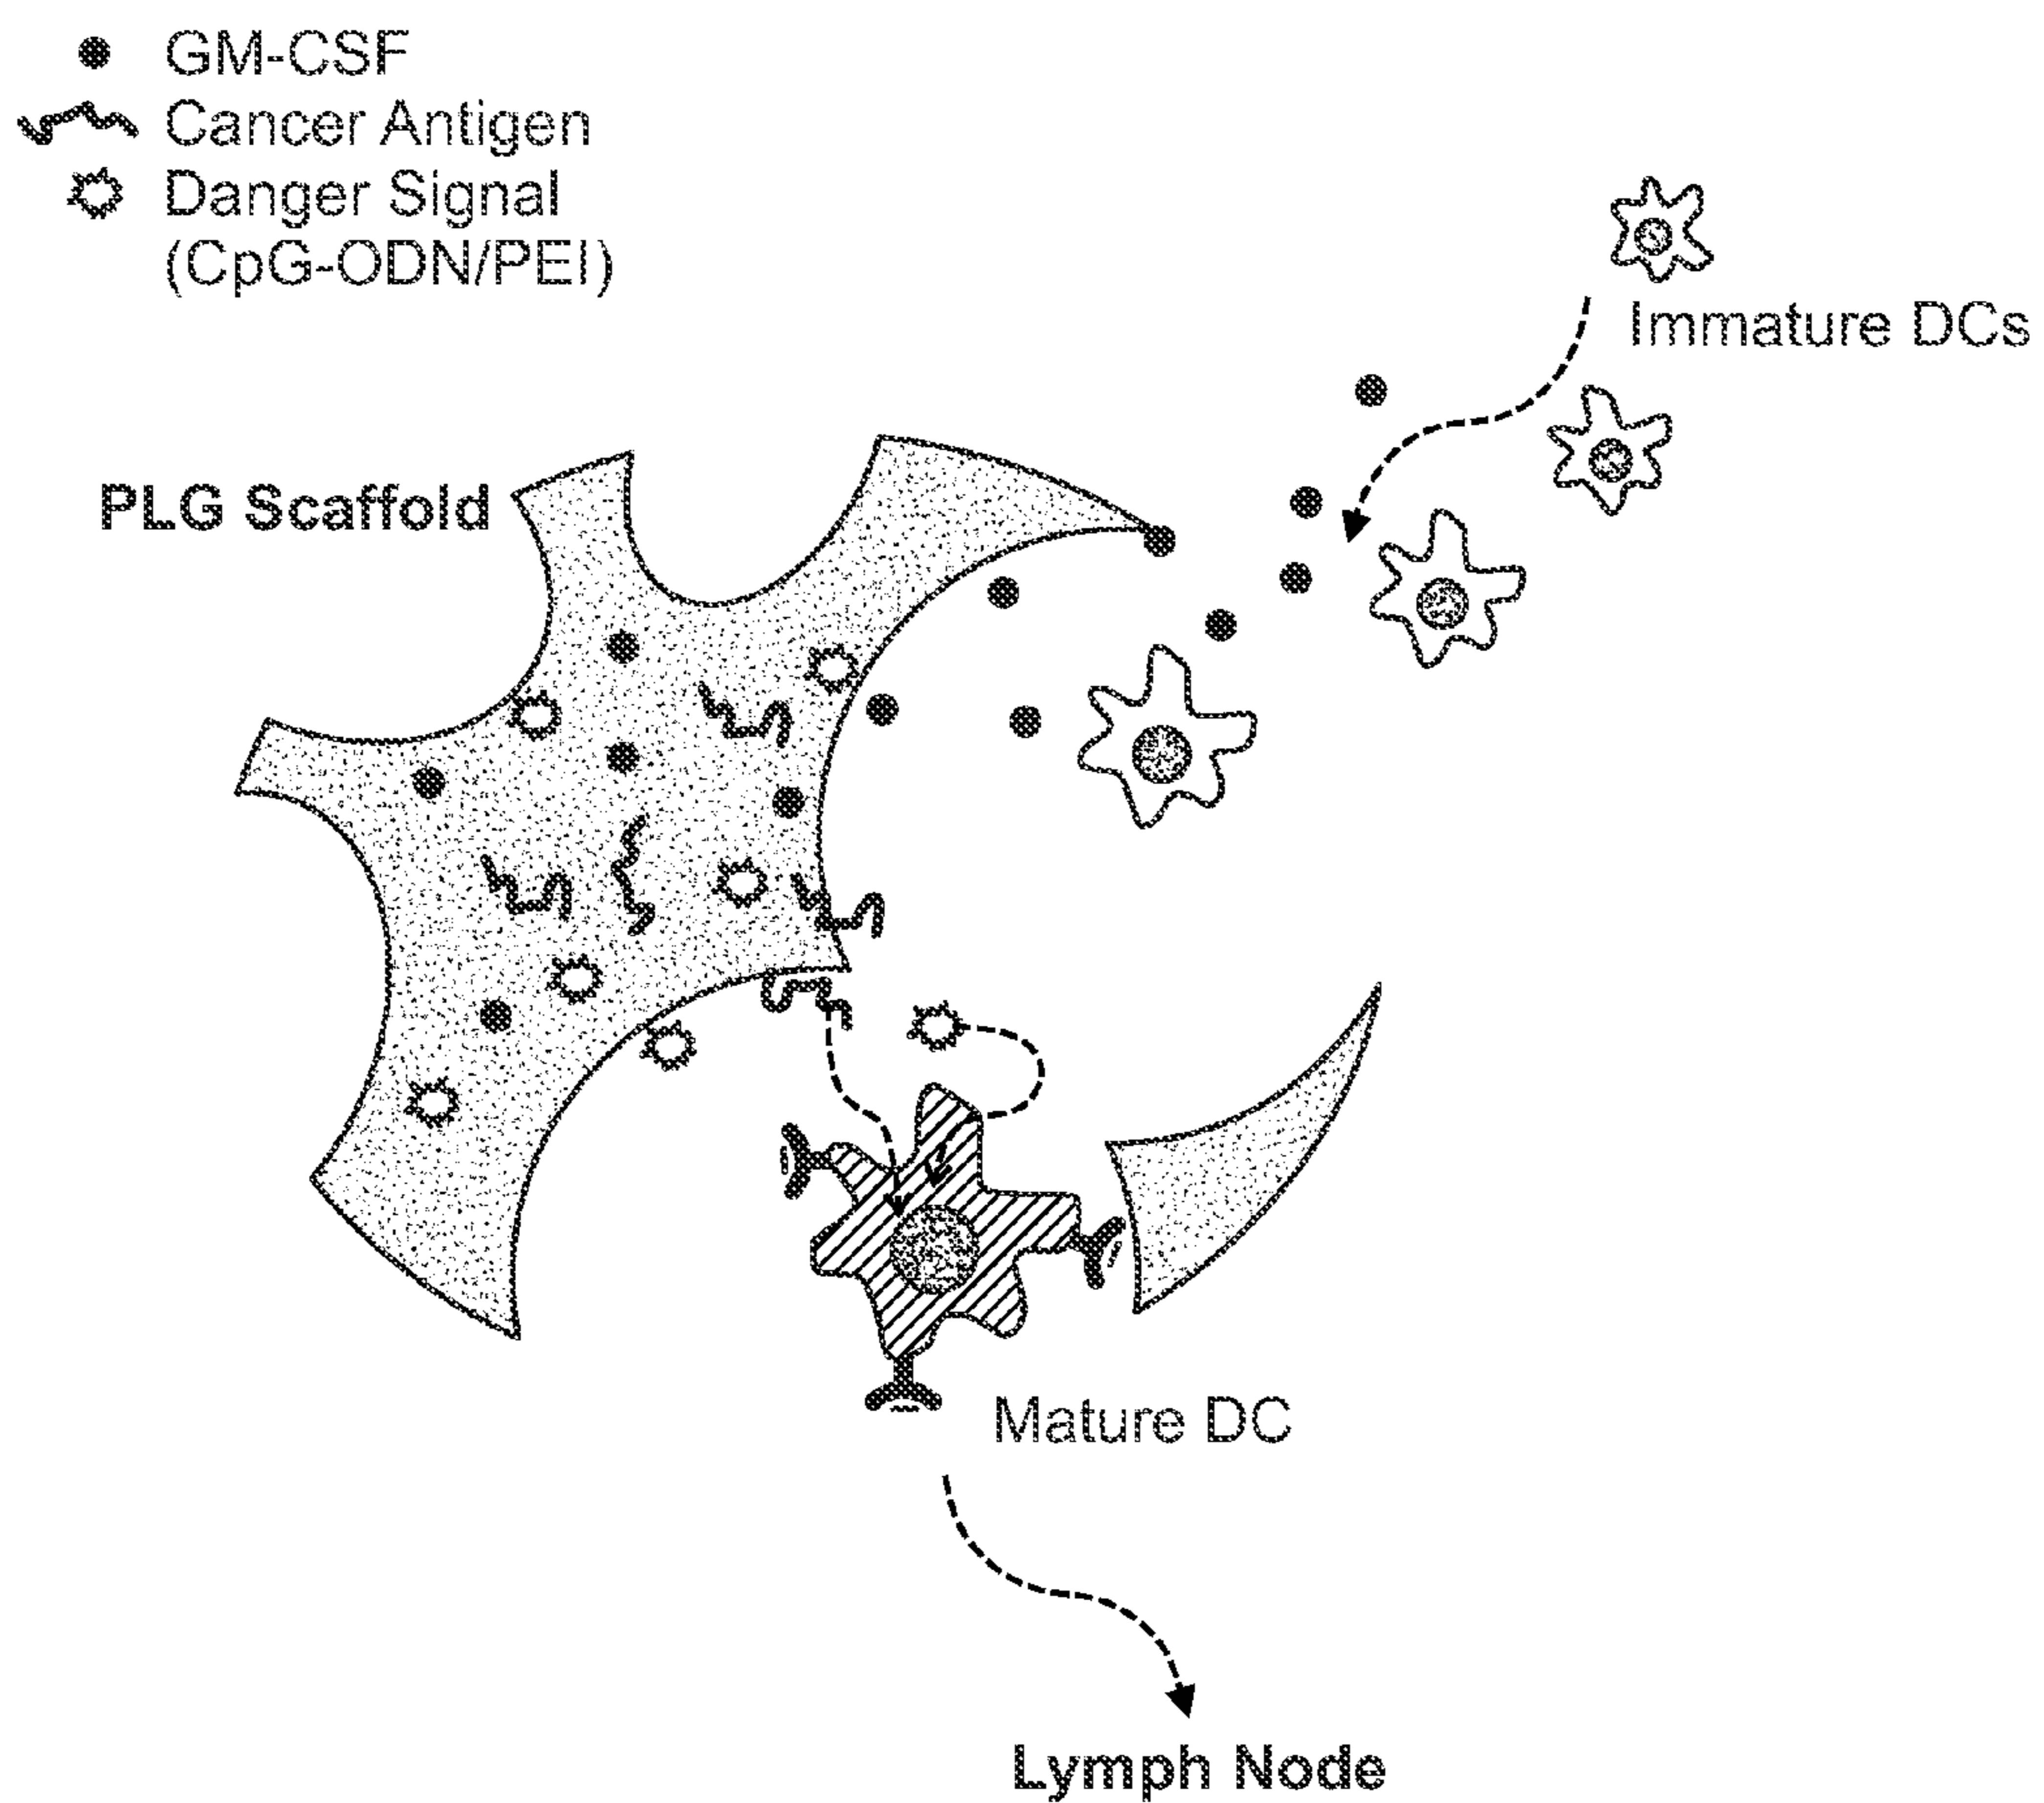 GM-CSF
Cancer Antigen
Danger Signal
(CpG-ODN/PEI)
Immature DCs
PLG Scaffold
Mature DC
Lymph Node